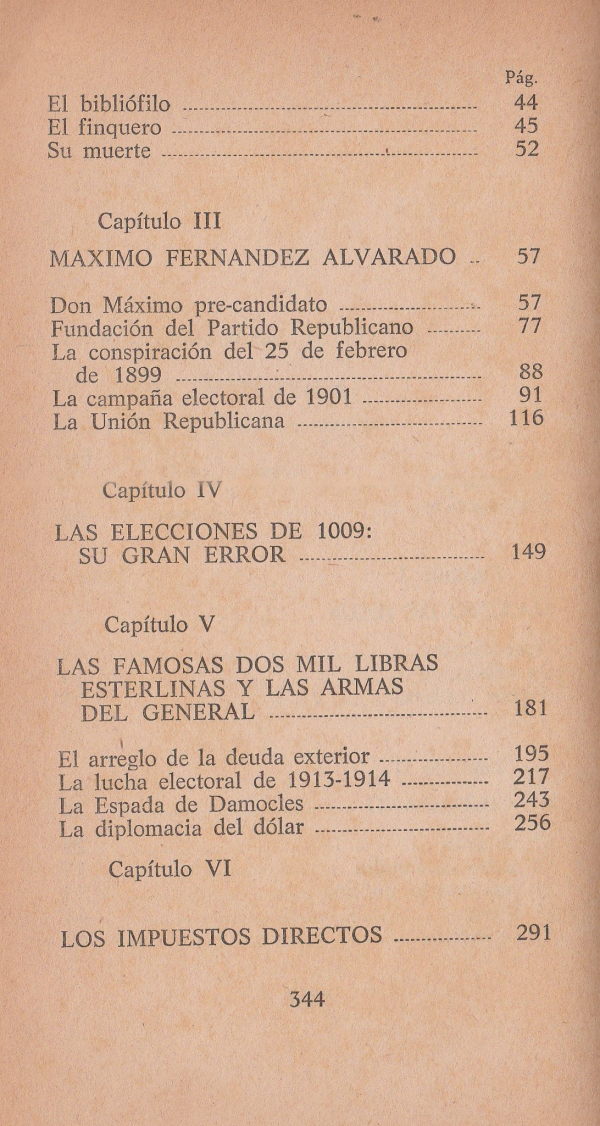 Pág.
El bibliófilo ........ 44
El finquero ........ 45
Su muerte ........ 52
Capítulo III
MAXIMO FERNANDEZ ALVARADO .. 57
Don Máximo pre-candidato ........ 57
Fundación del Partido Republicano ........ 77
La conspiración del 25 de febrero
de 1899 ........ 88
La campaña electoral de 1901 ........ 91
La Unión Republicana ........ 116
Capítulo IV
LAS ELECCIONES DE 1009:
SU GRAN ERROR ........ 149
Capítulo V
LAS FAMOSAS DOS MIL LIBRAS
ESTERLINAS Y LAS ARMAS
DEL GENERAL ........ 181
El arreglo de la deuda exterior ........ 195
La lucha electoral de 1913-1914 ........ 217
La Espada de Damocles ........ 243
La diplomacia del dólar ........ 256
Capítulo VI
LOS IMPUESTOS DIRECTOS ........ 291
344